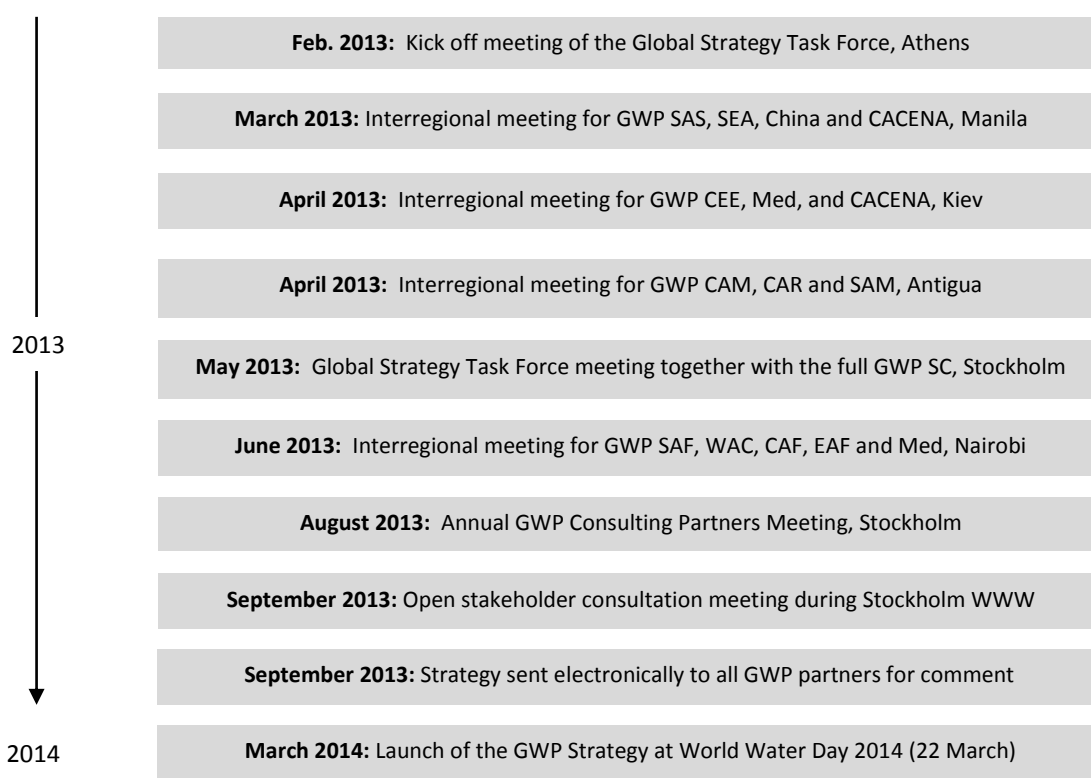 Feb. 2013: Kick off meeting of the Global Strategy Task Force, Athens
March 2013: Interregional meeting for GWP SAS, SEA, China and CACENA, Manila
April 2013: Interregional meeting for GWP CEE, Med, and CACENA, Kiev
April 2013: Interregional meeting for GWP CAM, CAR and SAM, Antigua
2013
May 2013: Global Strategy Task Force meeting together with the full GWP SC, Stockholm
June 2013: Interregional meeting for GWP SAF, WAC, CAF, EAF and Med, Nairobi
August 2013: Annual GWP Consulting Partners Meeting, Stockholm
September 2013: Open stakeholder consultation meeting during Stockholm WWW
September 2013: Strategy sent electronically to all GWP partners for comment
2014
March 2014: Launch of the GWP Strategy at World Water Day 2014 (22 March)